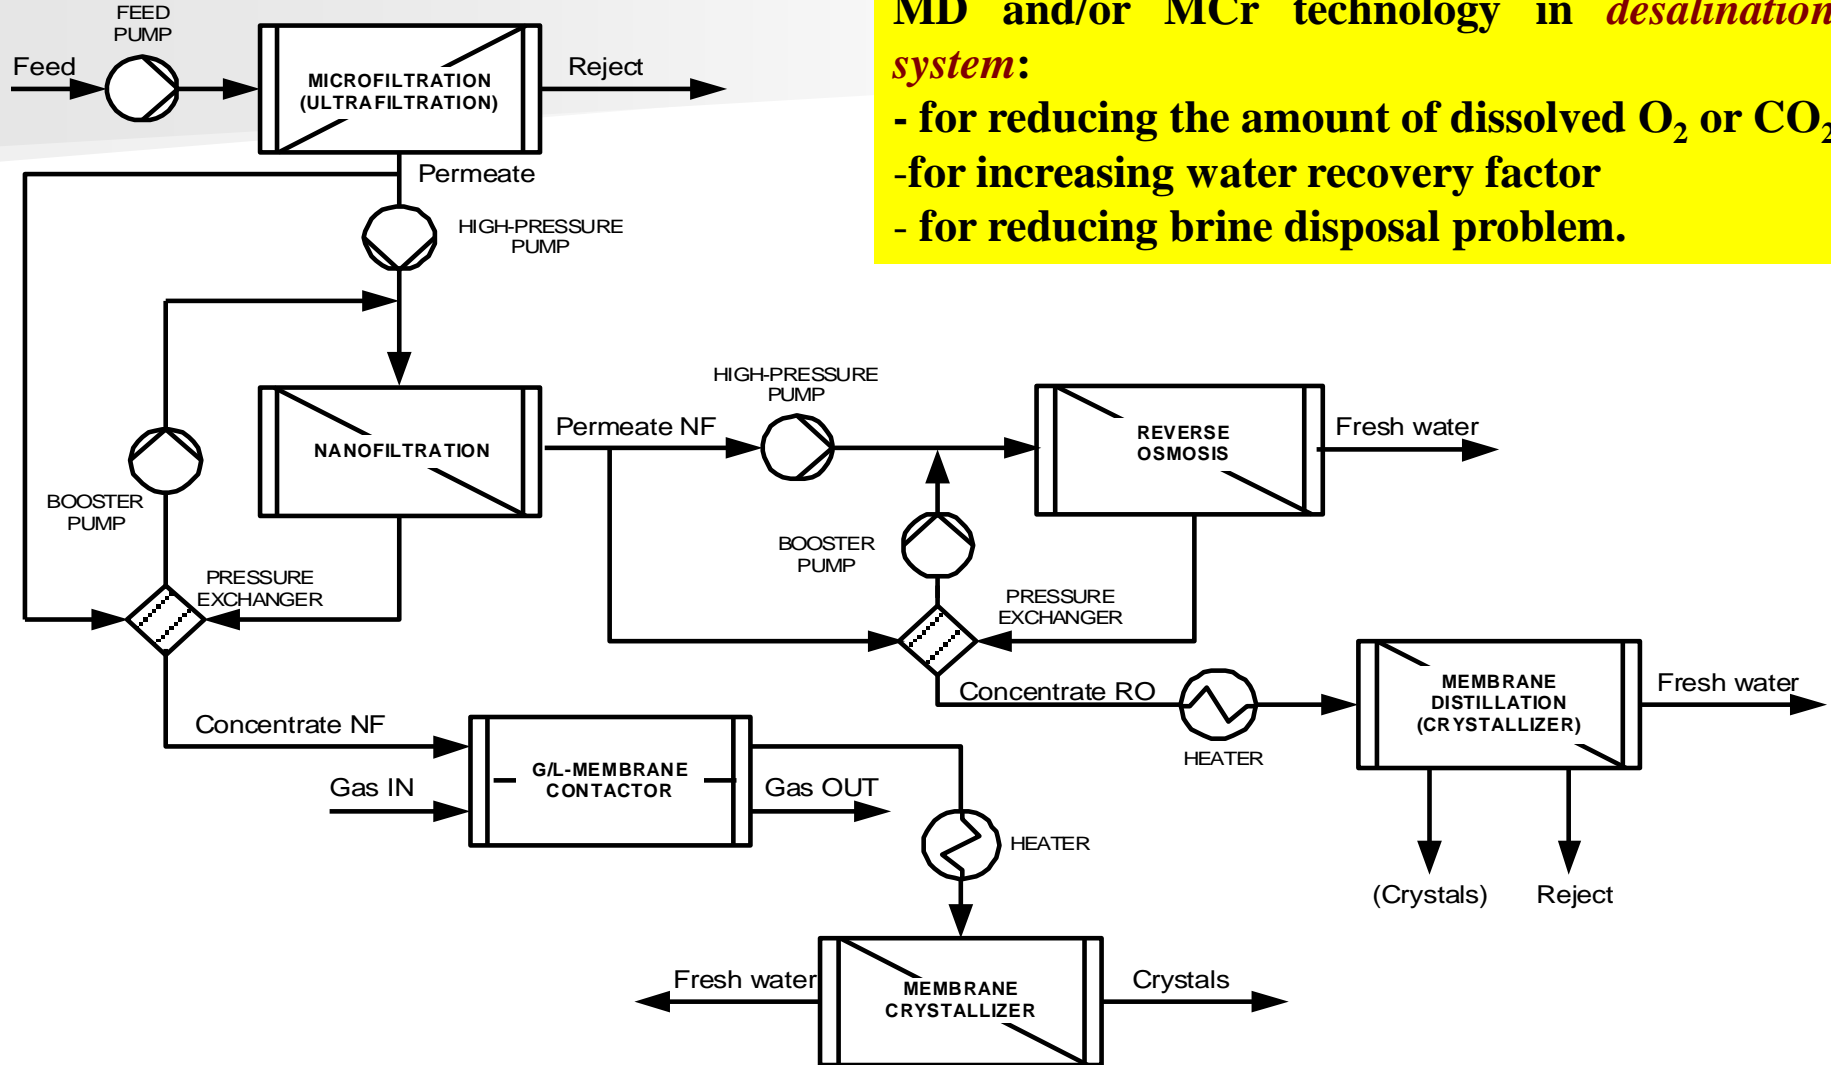 FEED
PUMP
Feed
MICROFILTRATION
(ULTRAFILTRATION)
Reject
MD and/or MCr technology in desalination
system:
- for reducing the amount of dissolved O2 or CO2
-for increasing water recovery factor
- for reducing brine disposal problem.
Permeate
HIGH-PRESSURE
PUMP
HIGH-PRESSURE
PUMP
NANOFILTRATION
Permeate NF
REVERSE
OSMOSIS
Fresh water
BOOSTER
PUMP
BOOSTER
PUMP
PRESSURE
EXCHANGER
PRESSURE
EXCHANGER
Concentrate RO
HEATER
MEMBRANE
DISTILLATION
(CRYSTALLIZER)
Fresh water
Concentrate NF
Gas IN
G/L-MEMBRANE
CONTACTOR
Gas OUT
HEATER
(Crystals)
Reject
Fresh water
MEMBRANE
CRYSTALLIZER
Crystals